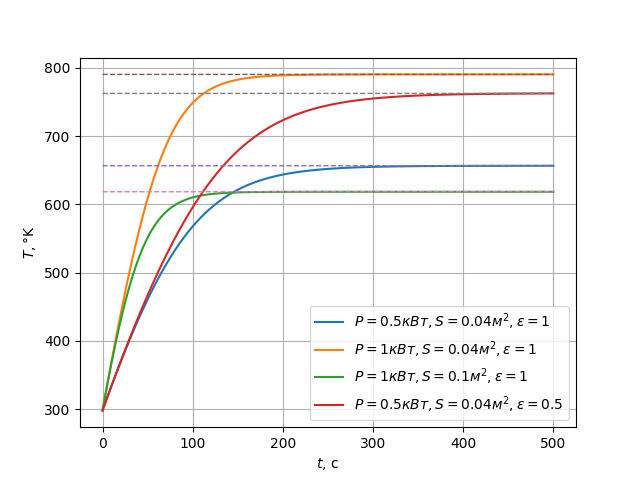 800
700
600
500
400
300
T, °K
P = 0.5кВт, S = 0.04м², ε = 1
P = 1кВт, S = 0.04м², ε = 1
P = 1кВт, S = 0.1м², ε = 1
P = 0.5кВт, S = 0.04м², ε = 0.5
0
100
200
300
400
500
t, с